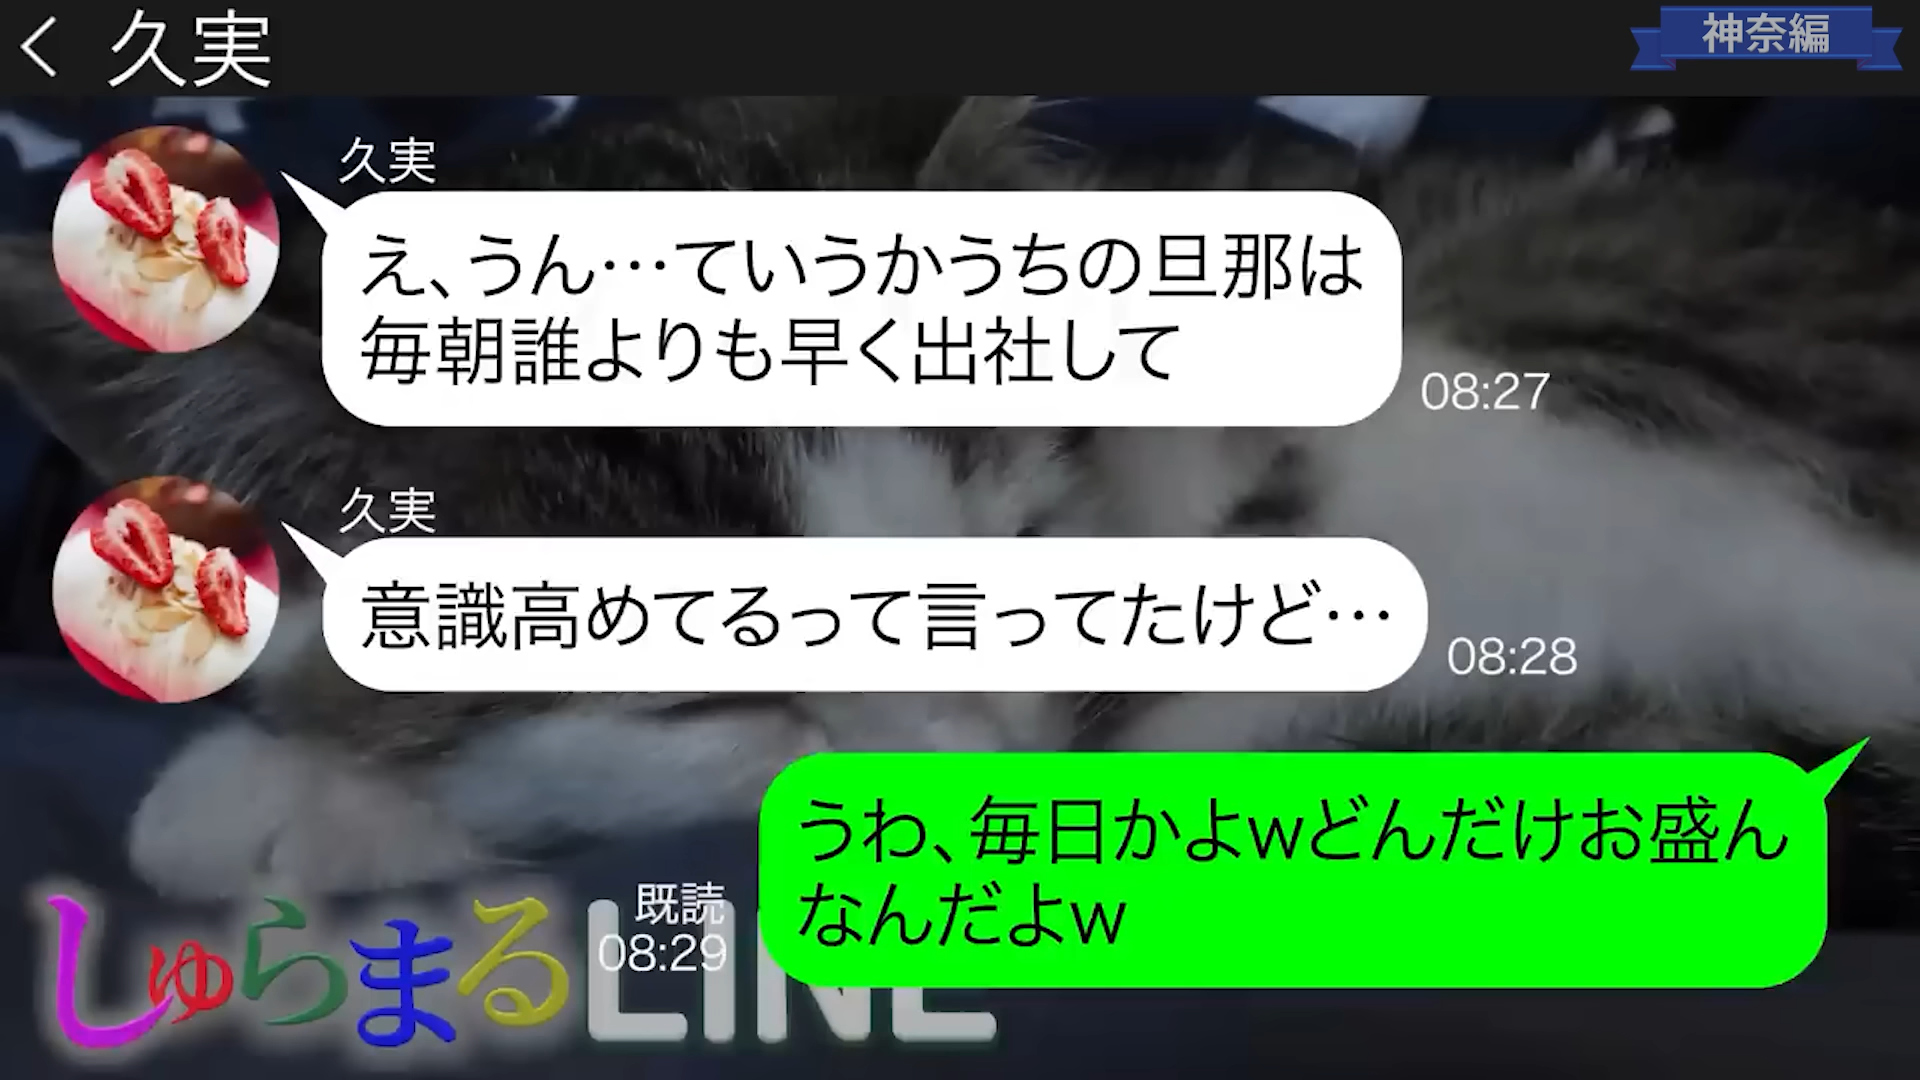 久実
神奈編
久実
え、うん…ていうかうちの旦那は
毎朝誰よりも早く出社して
08:27
久実
意識高めてるって言ってたけど…
08:28
うわ、毎日かよwどんだけお盛ん
なんだよw
既読
08:29
しゅらまるLINE